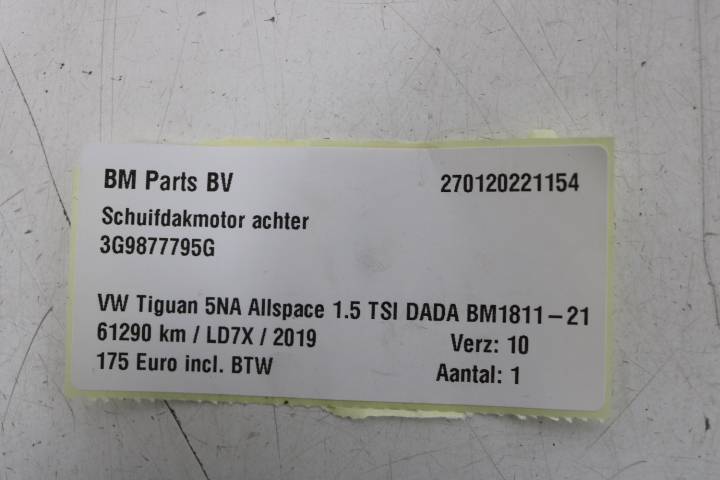 BM Parts BV 270120221154
Schuifdakmotor achter
3G9877795G
VW Tiguan 5NA Allspace 1.5 TSI DADA BM1811-21
61290 km / LD7X / 2019 Verz: 10
175 Euro incl. BTW Aantal: 1